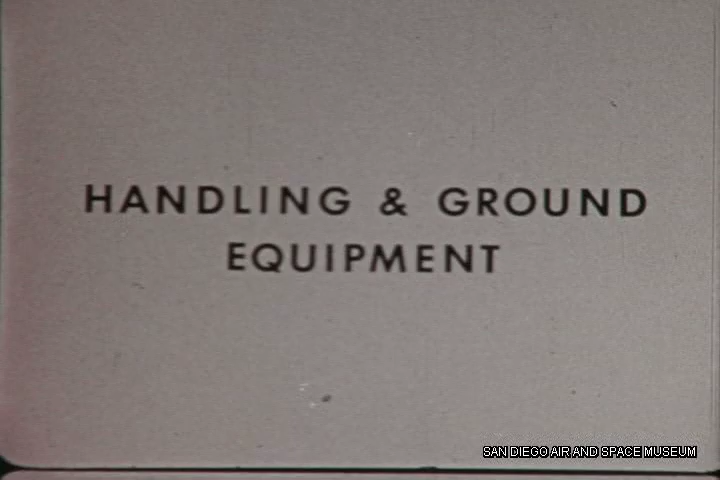 HANDLING & GROUND
EQUIPMENT
SAN DIEGO AIR AND SPACE MUSEUM